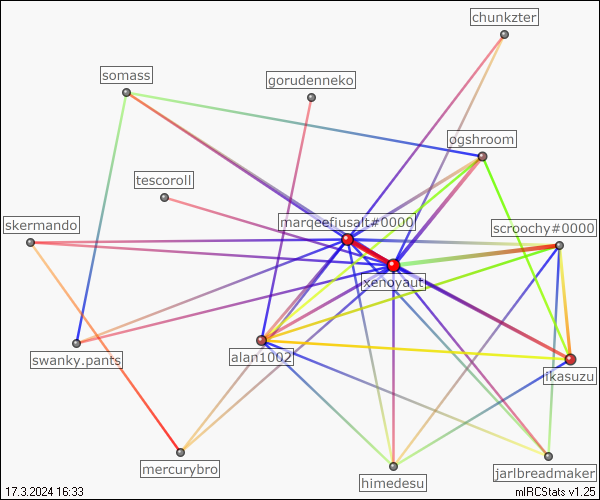 chunkzter
somass
gorudenneko
ogshroom
tescoroll
skermando
marqeefiusalt#0000
scroochy#0000
xenoyaut
swanky.pants
alan1002
ikasuzu
mercurybro
himedesu
jarlbreadmaker
17.3.2024 16:33
mIRCStats v1.25